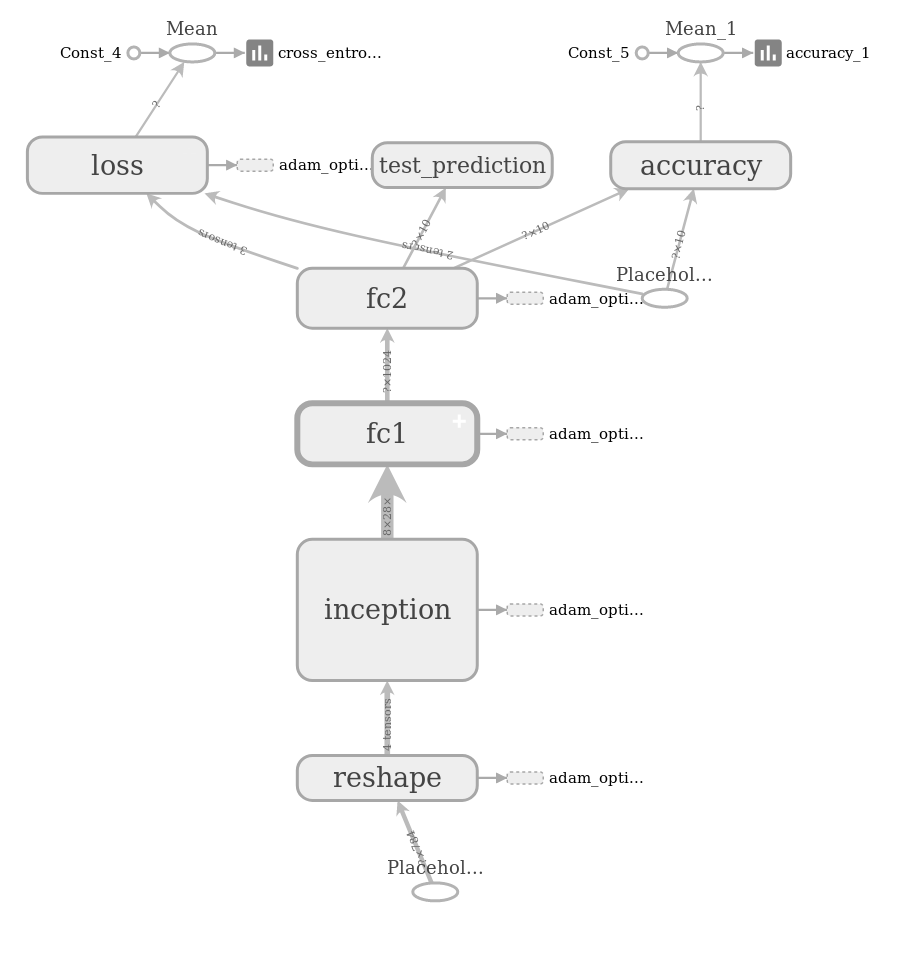 Mean
Mean_1
Const_4
cross_entro...
Const_5
accuracy_1
?
?
loss
adam_opti...
test_prediction
accuracy
3 tensors
?×10
2 tensors
?×10
?×10
Placehol...
fc2
adam_opti...
?×1024
fc1
+
adam_opti...
8×28×
inception
adam_opti...
4 tensors
reshape
adam_opti...
?×784
Placehol...